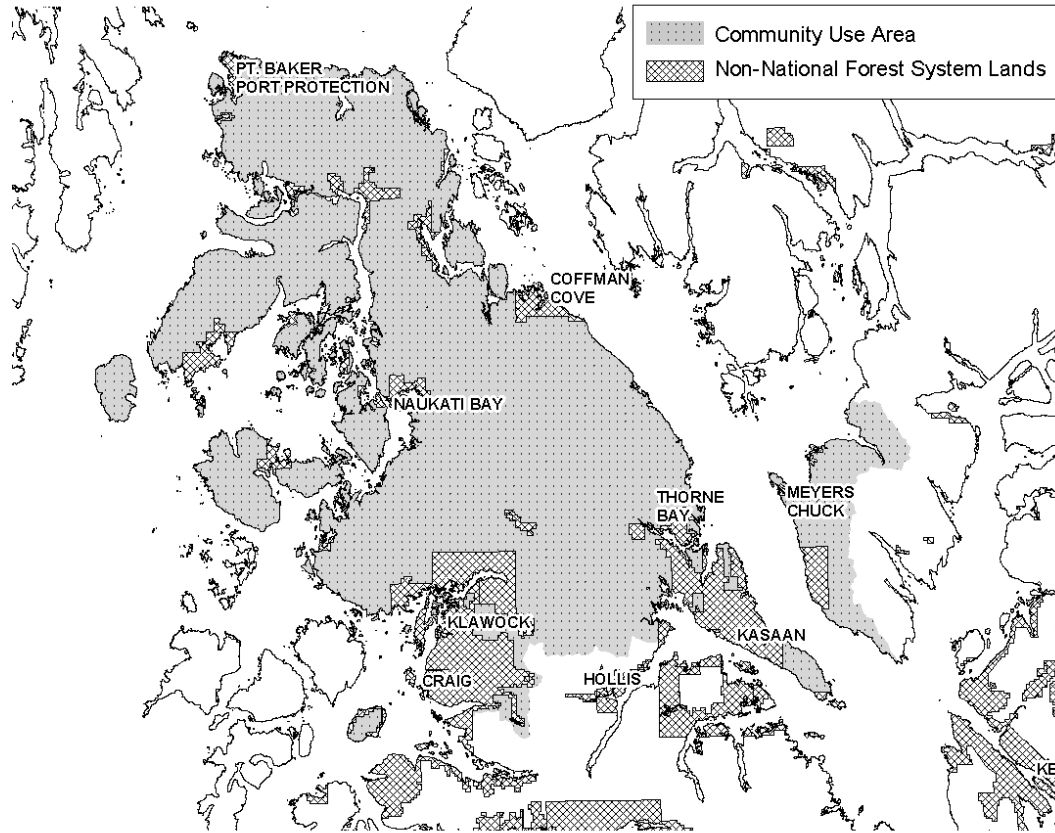 Community Use Area
Non-National Forest System Lands
PT. BAKER
PORT PROTECTION
COFFMAN
COVE
NAUKATI BAY
THORNE
BAY
MEYERS
CHUCK
KLAWOCK
KASAAN
CRAIG
HOLLIS
KE